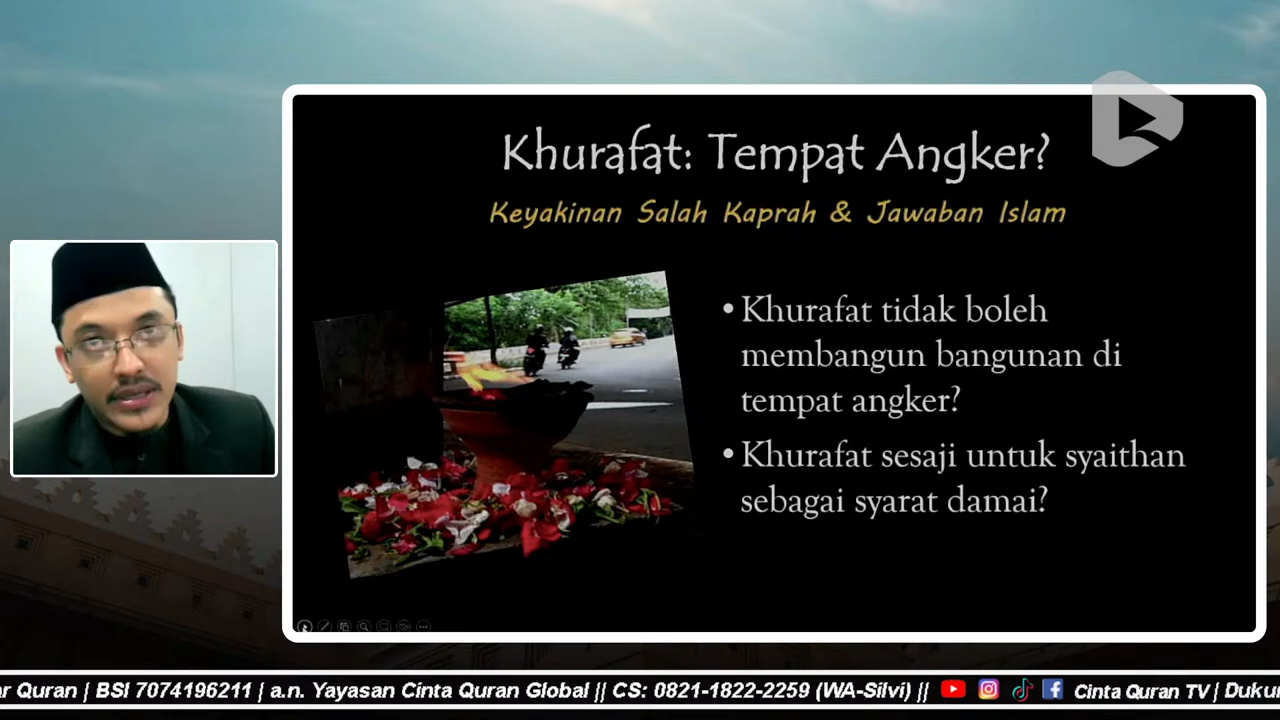 Khurafat: Tempat Angker?
Keyakinan Salah Kaprah & Jawaban Islam
• Khurafat tidak boleh
membangun bangunan di
tempat angker?
• Khurafat sesaji untuk syaithan
sebagai syarat damai?
ar Quran | BSI 7074196211 | a.n. Yayasan Cinta Quran Global || CS: 0821-1822-2259 (WA-Silvi) || Cinta Quran TV | Duku